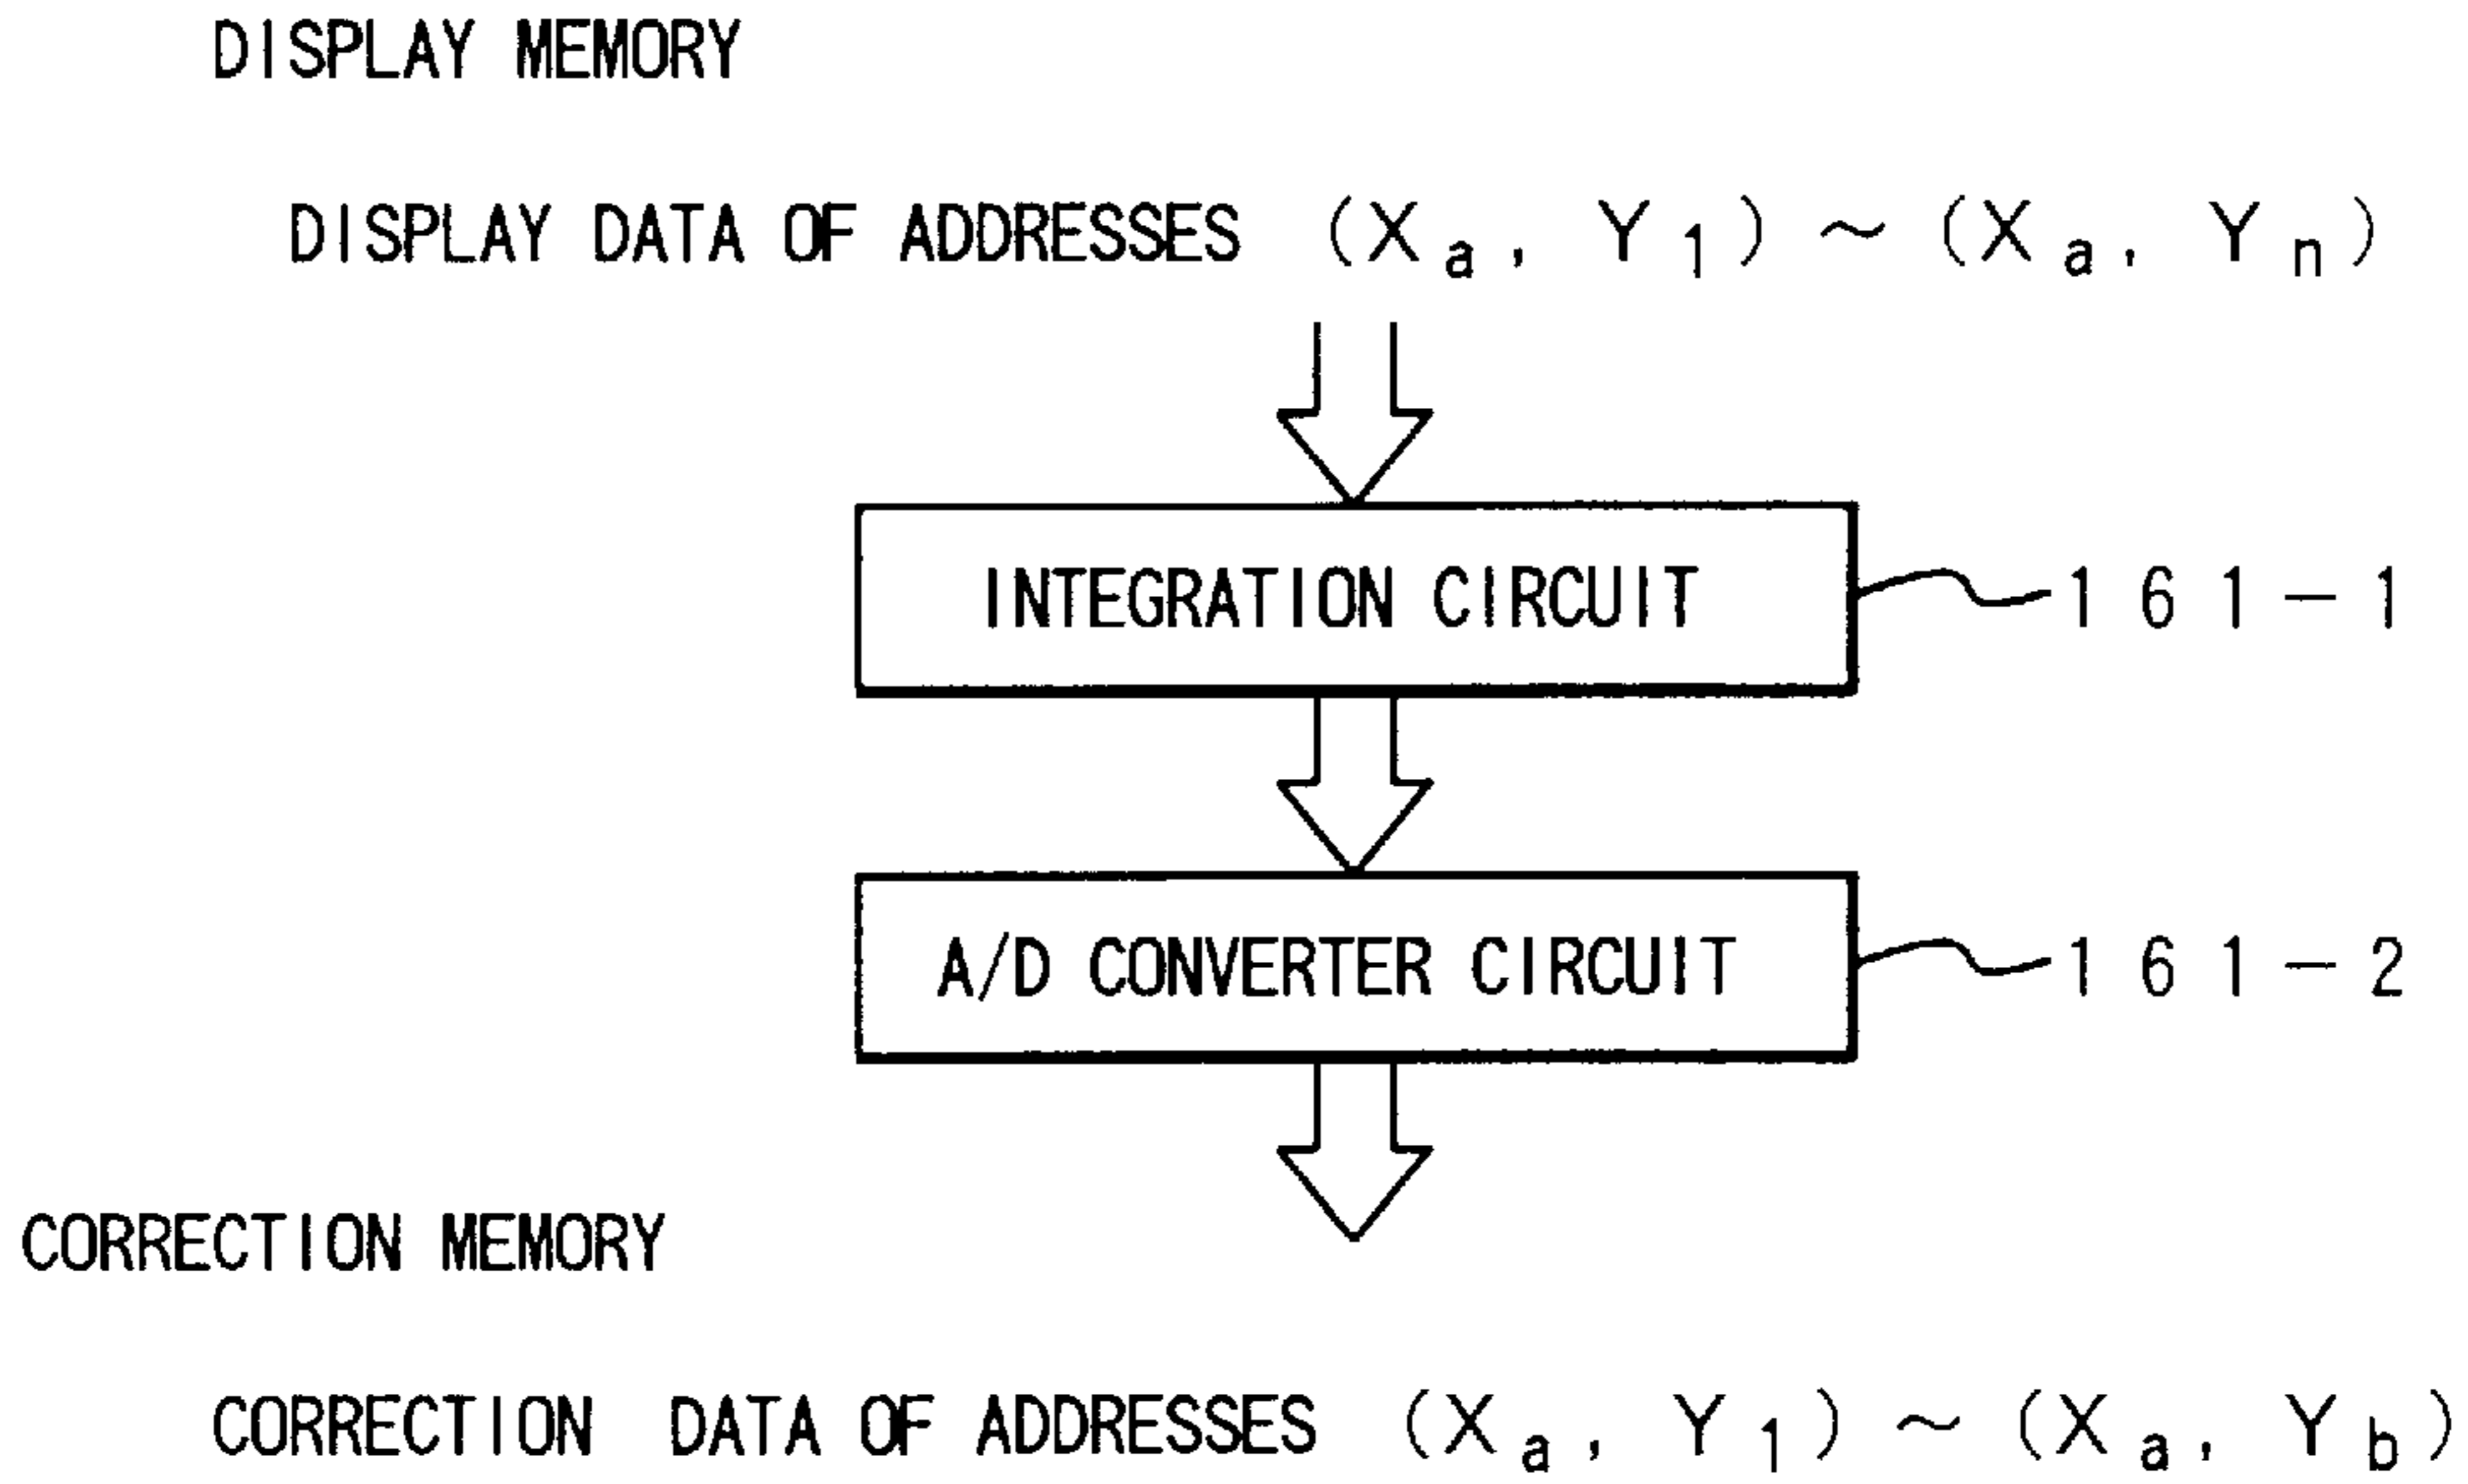 DISPLAY MEMORY
DISPLAY DATA OF ADDRESSES (Xa, Y1) ~ (Xa, Yn)
INTEGRATION CIRCUIT
161-1
A/D CONVERTER CIRCUIT
161-2
CORRECTION MEMORY
CORRECTION DATA OF ADDRESSES (Xa, Y1) ~ (Xa, Yb)